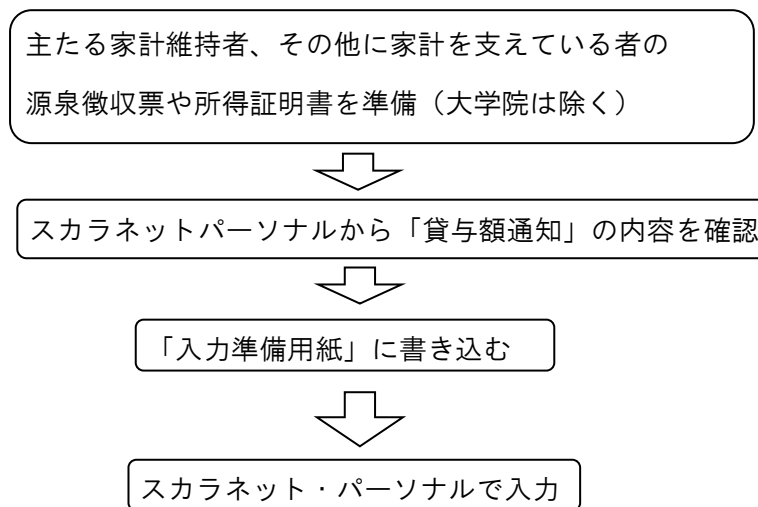 主たる家計維持者、その他に家計を支えている者の
源泉徴収票や所得証明書を準備（大学院は除く）
スカラネットパーソナルから「貸与額通知」の内容を確認
「入力準備用紙」に書き込む
スカラネット・パーソナルで入力